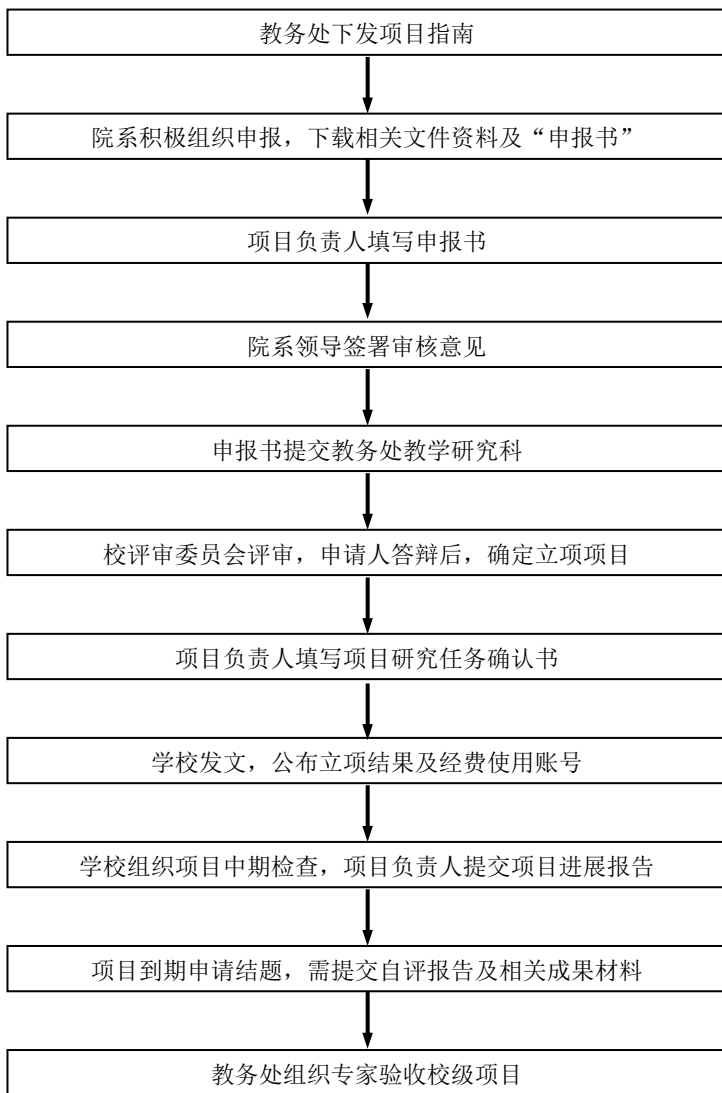 教务处下发项目指南
院系积极组织申报，下载相关文件资料及“申报书”
项目负责人填写申报书
院系领导签署审核意见
申报书提交教务处教学研究科
校评审委员会评审，申请人答辩后，确定立项项目
项目负责人填写项目研究任务确认书
学校发文，公布立项结果及经费使用账号
学校组织项目中期检查，项目负责人提交项目进展报告
项目到期申请结题，需提交自评报告及相关成果材料
教务处组织专家验收校级项目